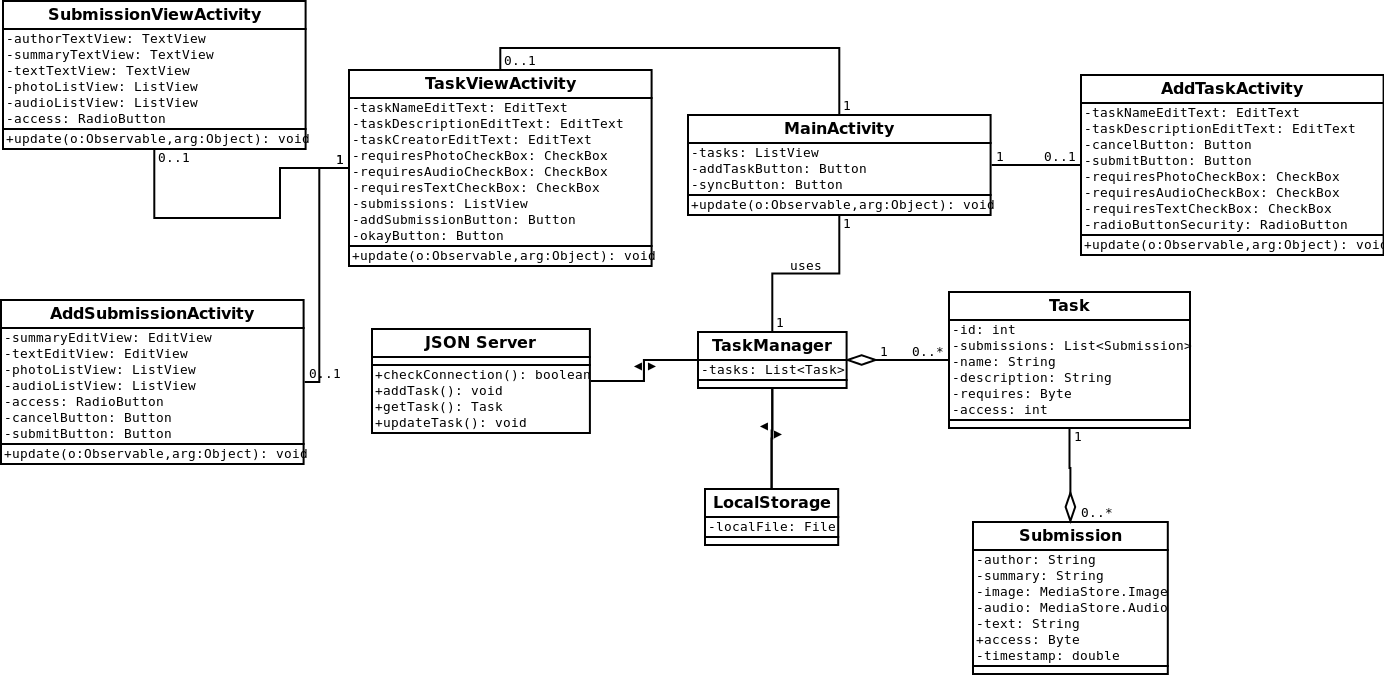 SubmissionViewActivity
-authorTextView: TextView
-summaryTextView: TextView
-textTextView: TextView
-photoListView: ListView
-audioListView: ListView
-access: RadioButton
+update(o:Observable,arg:Object): void
0..1
1
0..1
TaskViewActivity
-taskNameEditText: EditText
-taskDescriptionEditText: EditText
-taskCreatorEditText: EditText
-requiresPhotoCheckBox: CheckBox
-requiresAudioCheckBox: CheckBox
-requiresTextCheckBox: CheckBox
-submissions: ListView
-addSubmissionButton: Button
-okayButton: Button
+update(o:Observable,arg:Object): void
1
MainActivity
-tasks: ListView
-addTaskButton: Button
-syncButton: Button
+update(o:Observable,arg:Object): void
1
0..1
1
AddTaskActivity
-taskNameEditText: EditText
-taskDescriptionEditText: EditText
-cancelButton: Button
-submitButton: Button
-requiresPhotoCheckBox: CheckBox
-requiresAudioCheckBox: CheckBox
-requiresTextCheckBox: CheckBox
-radioButtonSecurity: RadioButton
+update(o:Observable,arg:Object): void
uses
1
AddSubmissionActivity
-summaryEditView: EditView
-textEditView: EditView
-photoListView: ListView
-audioListView: ListView
-access: RadioButton
-cancelButton: Button
-submitButton: Button
+update(o:Observable,arg:Object): void
0..1
JSON Server
+checkConnection(): boolean
+addTask(): void
+getTask(): Task
+updateTask(): void
TaskManager
-tasks: List<Task>
1
0..*
Task
-id: int
-submissions: List<Submission>
-name: String
-description: String
-requires: Byte
-access: int
1
0..*
LocalStorage
-localFile: File
Submission
-author: String
-summary: String
-image: MediaStore.Image
-audio: MediaStore.Audio
-text: String
+access: Byte
-timestamp: double